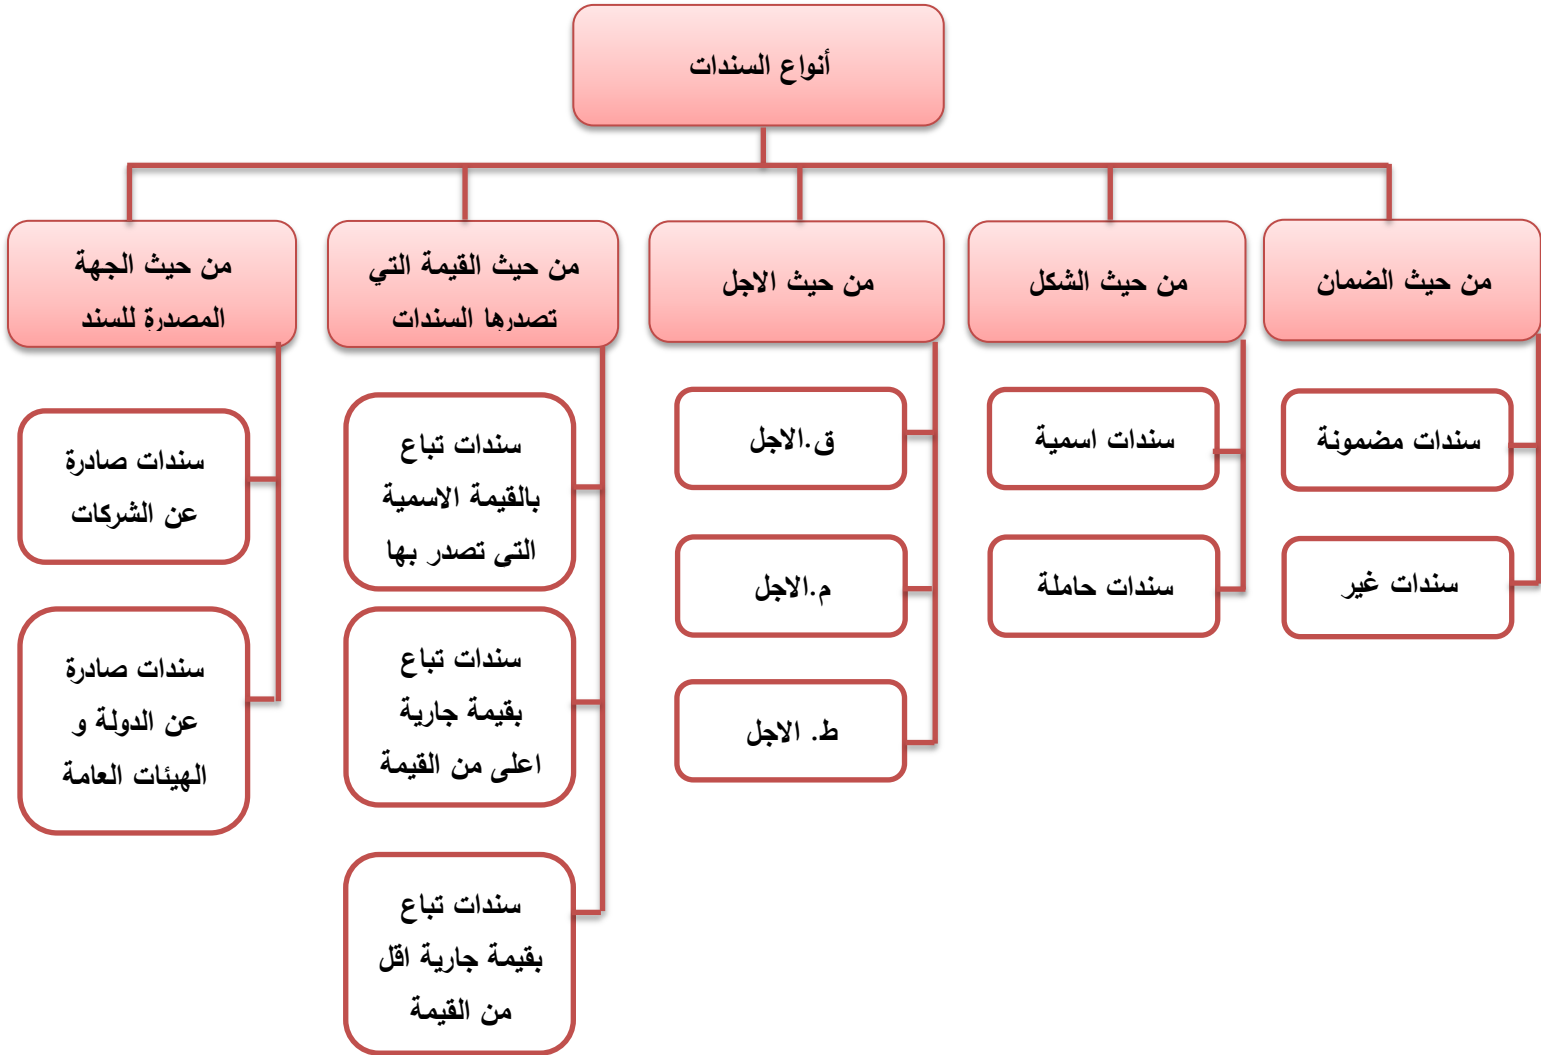 أنواع السندات
من حيث الضمان
سندات مضمونة
سندات غير
من حيث الشكل
سندات اسمية
سندات حاملة
من حيث الاجل
ق.الاجل
م.الاجل
ط. الاجل
من حيث القيمة التي
تصدرها السندات
سندات تباع
بالقيمة الاسمية
التى تصدر بها
سندات تباع
بقيمة جارية
اعلى من القيمة
سندات تباع
بقيمة جارية اقل
من القيمة
من حيث الجهة
المصدرة للسند
سندات صادرة
عن الشركات
سندات صادرة
عن الدولة و
الهيئات العامة